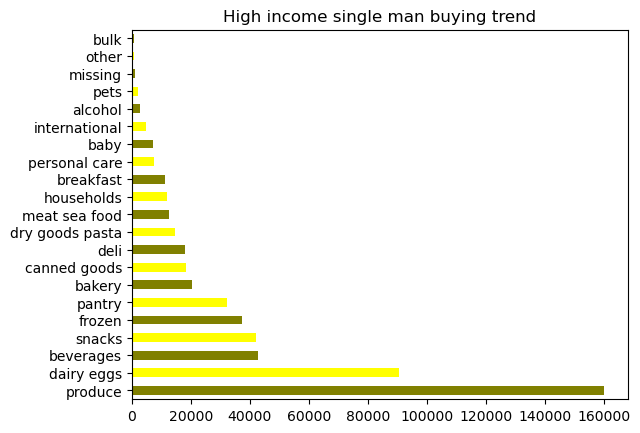 High income single man buying trend
bulk
other
missing
pets
alcohol
international
baby
personal care
breakfast
households
meat sea food
dry goods pasta
deli
canned goods
bakery
pantry
frozen
snacks
beverages
dairy eggs
produce
0 20000 40000 60000 80000 100000 120000 140000 160000